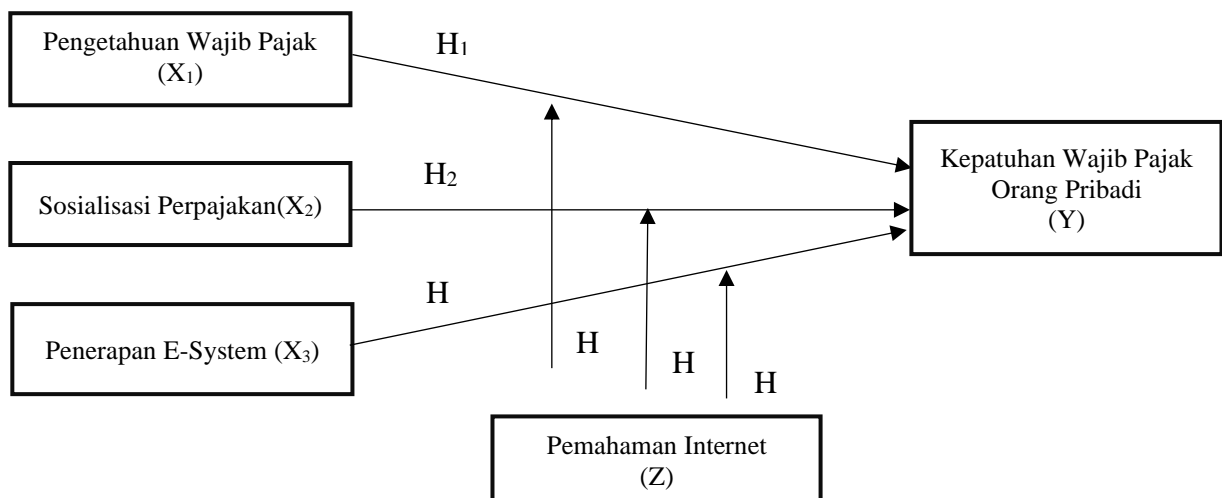 Pengetahuan Wajib Pajak
(X₁)
H₁
Kepatuhan Wajib Pajak
Orang Pribadi
(Y)
Sosialisasi Perpajakan(X₂)
H₂
Penerapan E-System (X₃)
H
H
H
H
Pemahaman Internet
(Z)